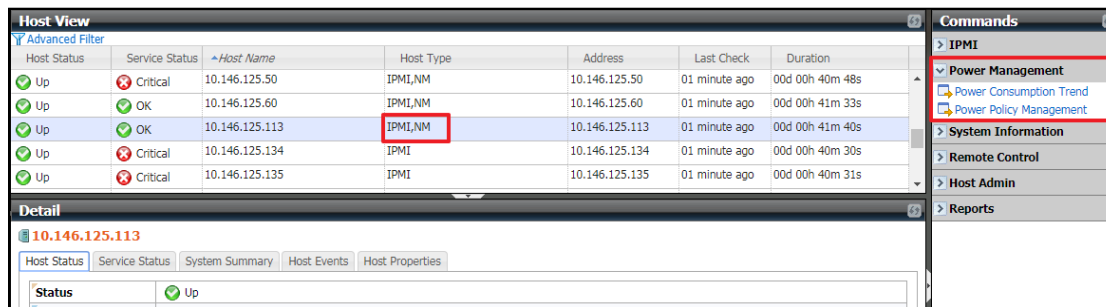 Host View
Advanced Filter
Host Status Service Status Host Name Host Type Address Last Check Duration
Up Critical 10.146.125.50 IPMI,NM 10.146.125.50 01 minute ago 00d 00h 40m 48s
Up OK 10.146.125.60 IPMI,NM 10.146.125.60 01 minute ago 00d 00h 41m 33s
Up OK 10.146.125.113 IPMI,NM 10.146.125.113 01 minute ago 00d 00h 41m 40s
Up Critical 10.146.125.134 IPMI 10.146.125.134 01 minute ago 00d 00h 40m 30s
Up Critical 10.146.125.135 IPMI 10.146.125.135 01 minute ago 00d 00h 40m 31s
Detail
10.146.125.113
Host Status Service Status System Summary Host Events Host Properties
Status Up
Commands
IPMI
Power Management
Power Consumption Trend
Power Policy Management
System Information
Remote Control
Host Admin
Reports